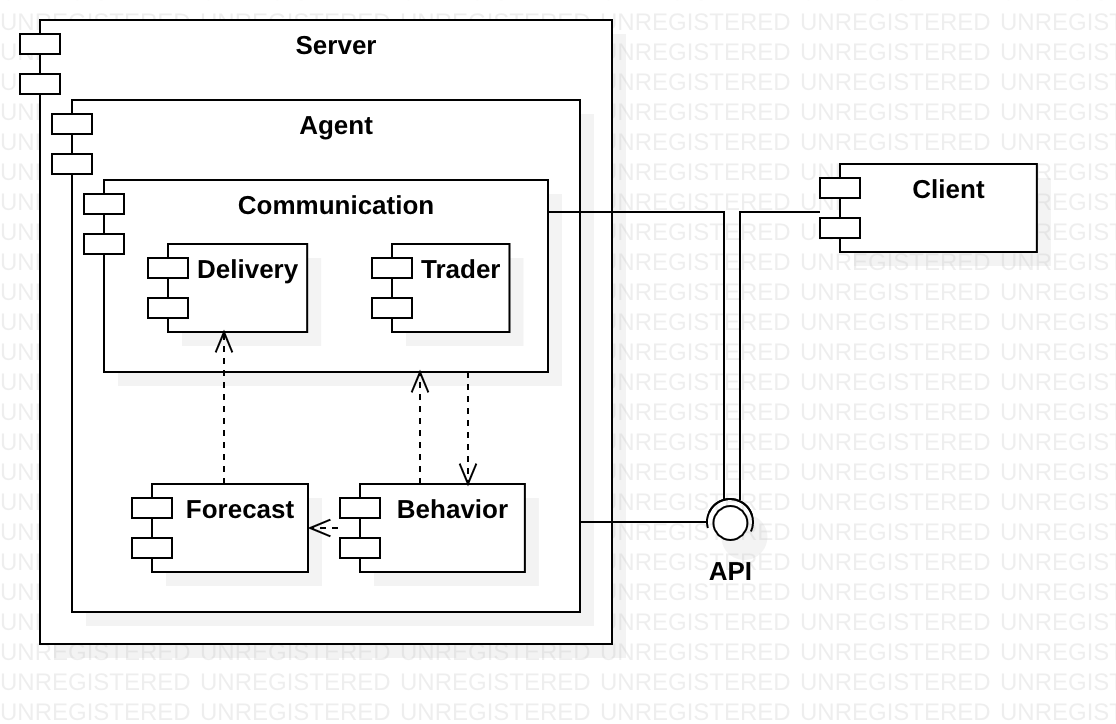 Server
Agent
Communication
Delivery
Trader
Client
Forecast
Behavior
API
UNREGISTERED UNREGISTERED UNREGISTERED UNREGISTERED UNREGISTERED UNREGISTERED